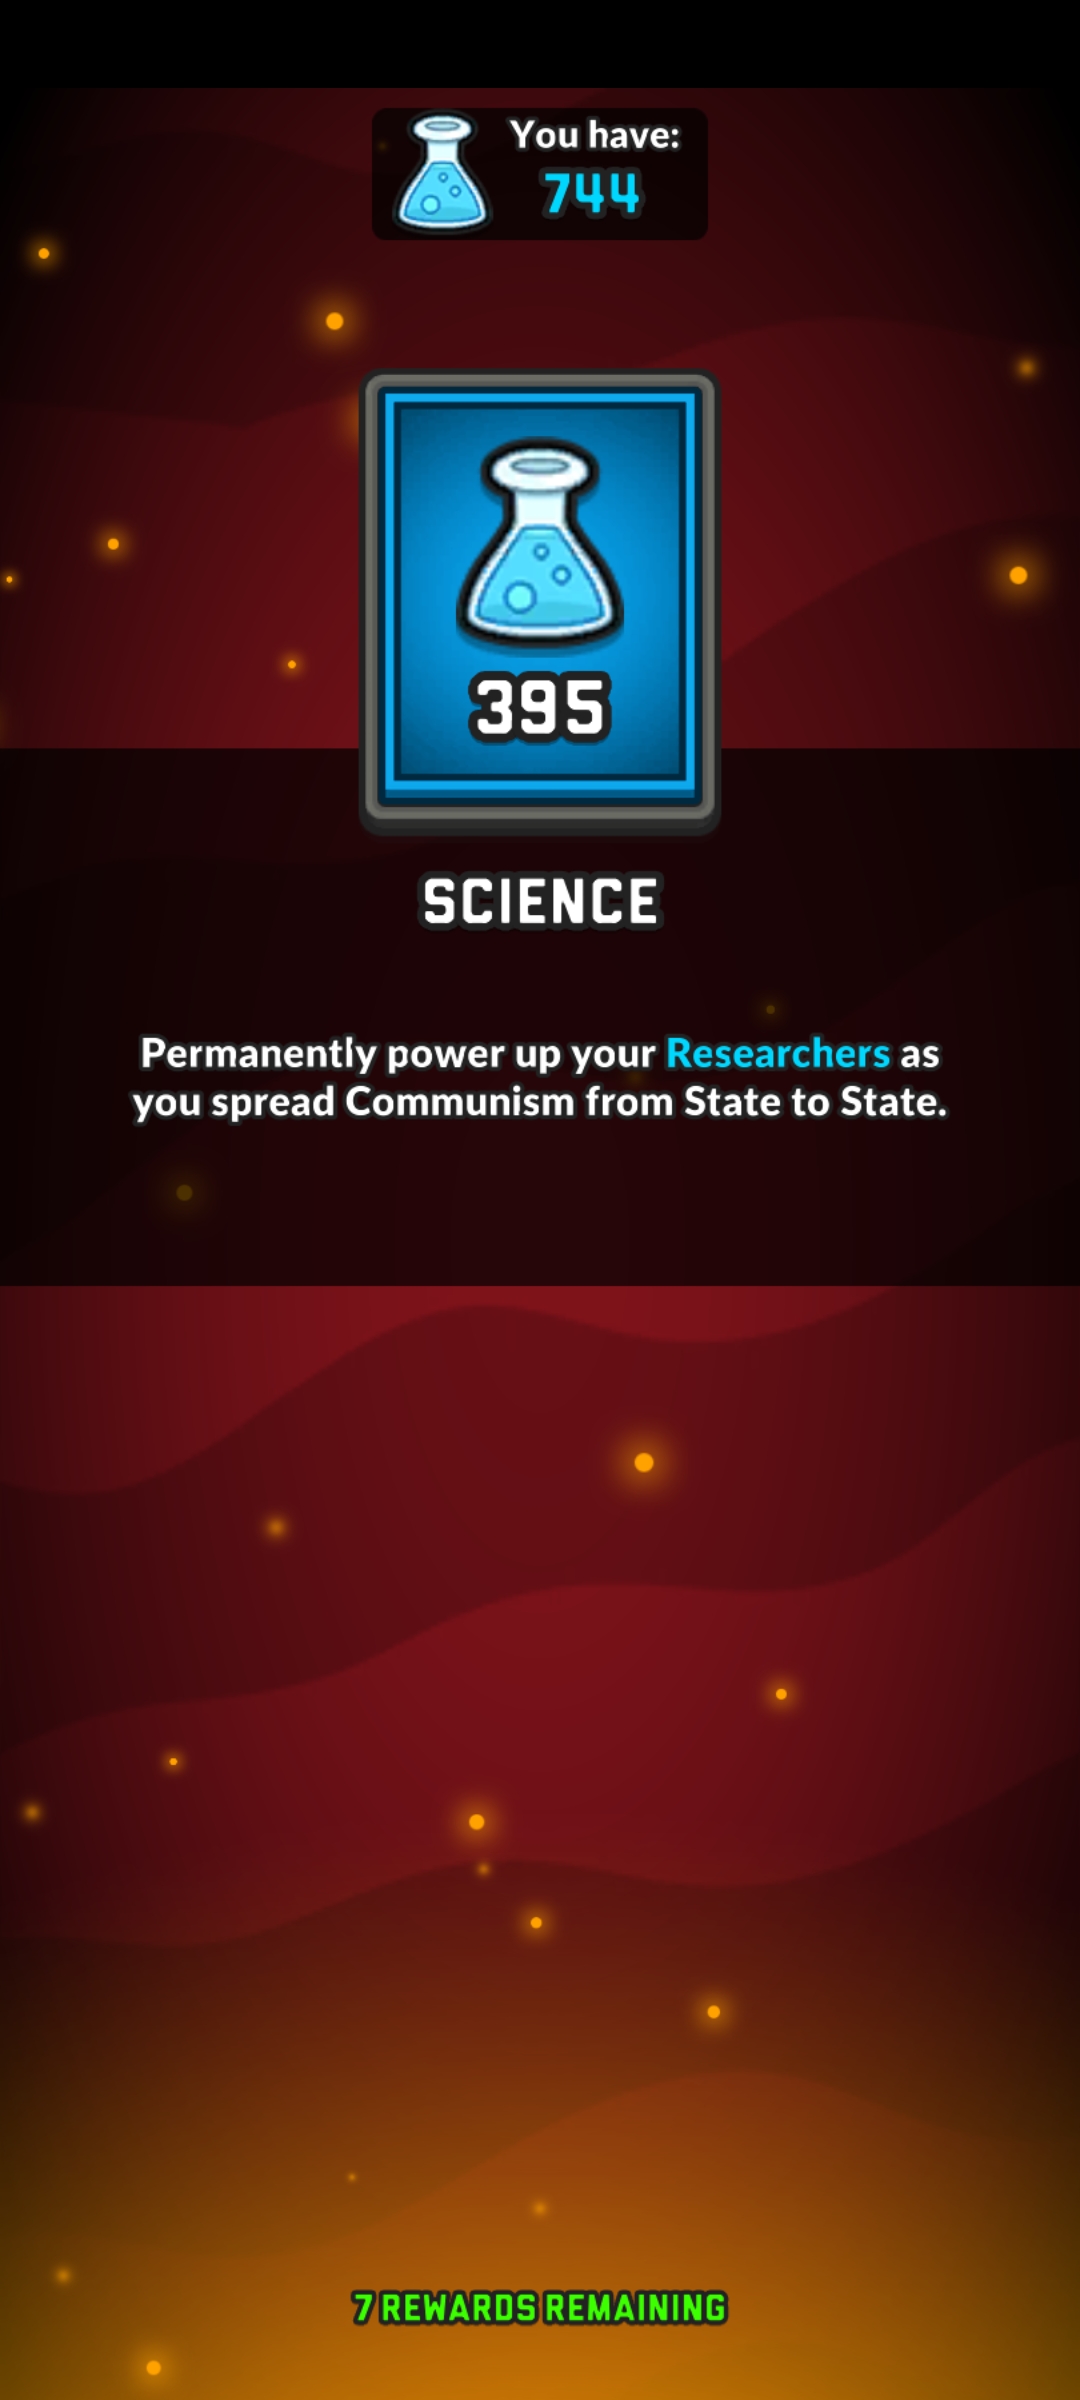 You have:
744
395
SCIENCE
Permanently power up your Researchers as
you spread Communism from State to State.
7 REWARDS REMAINING